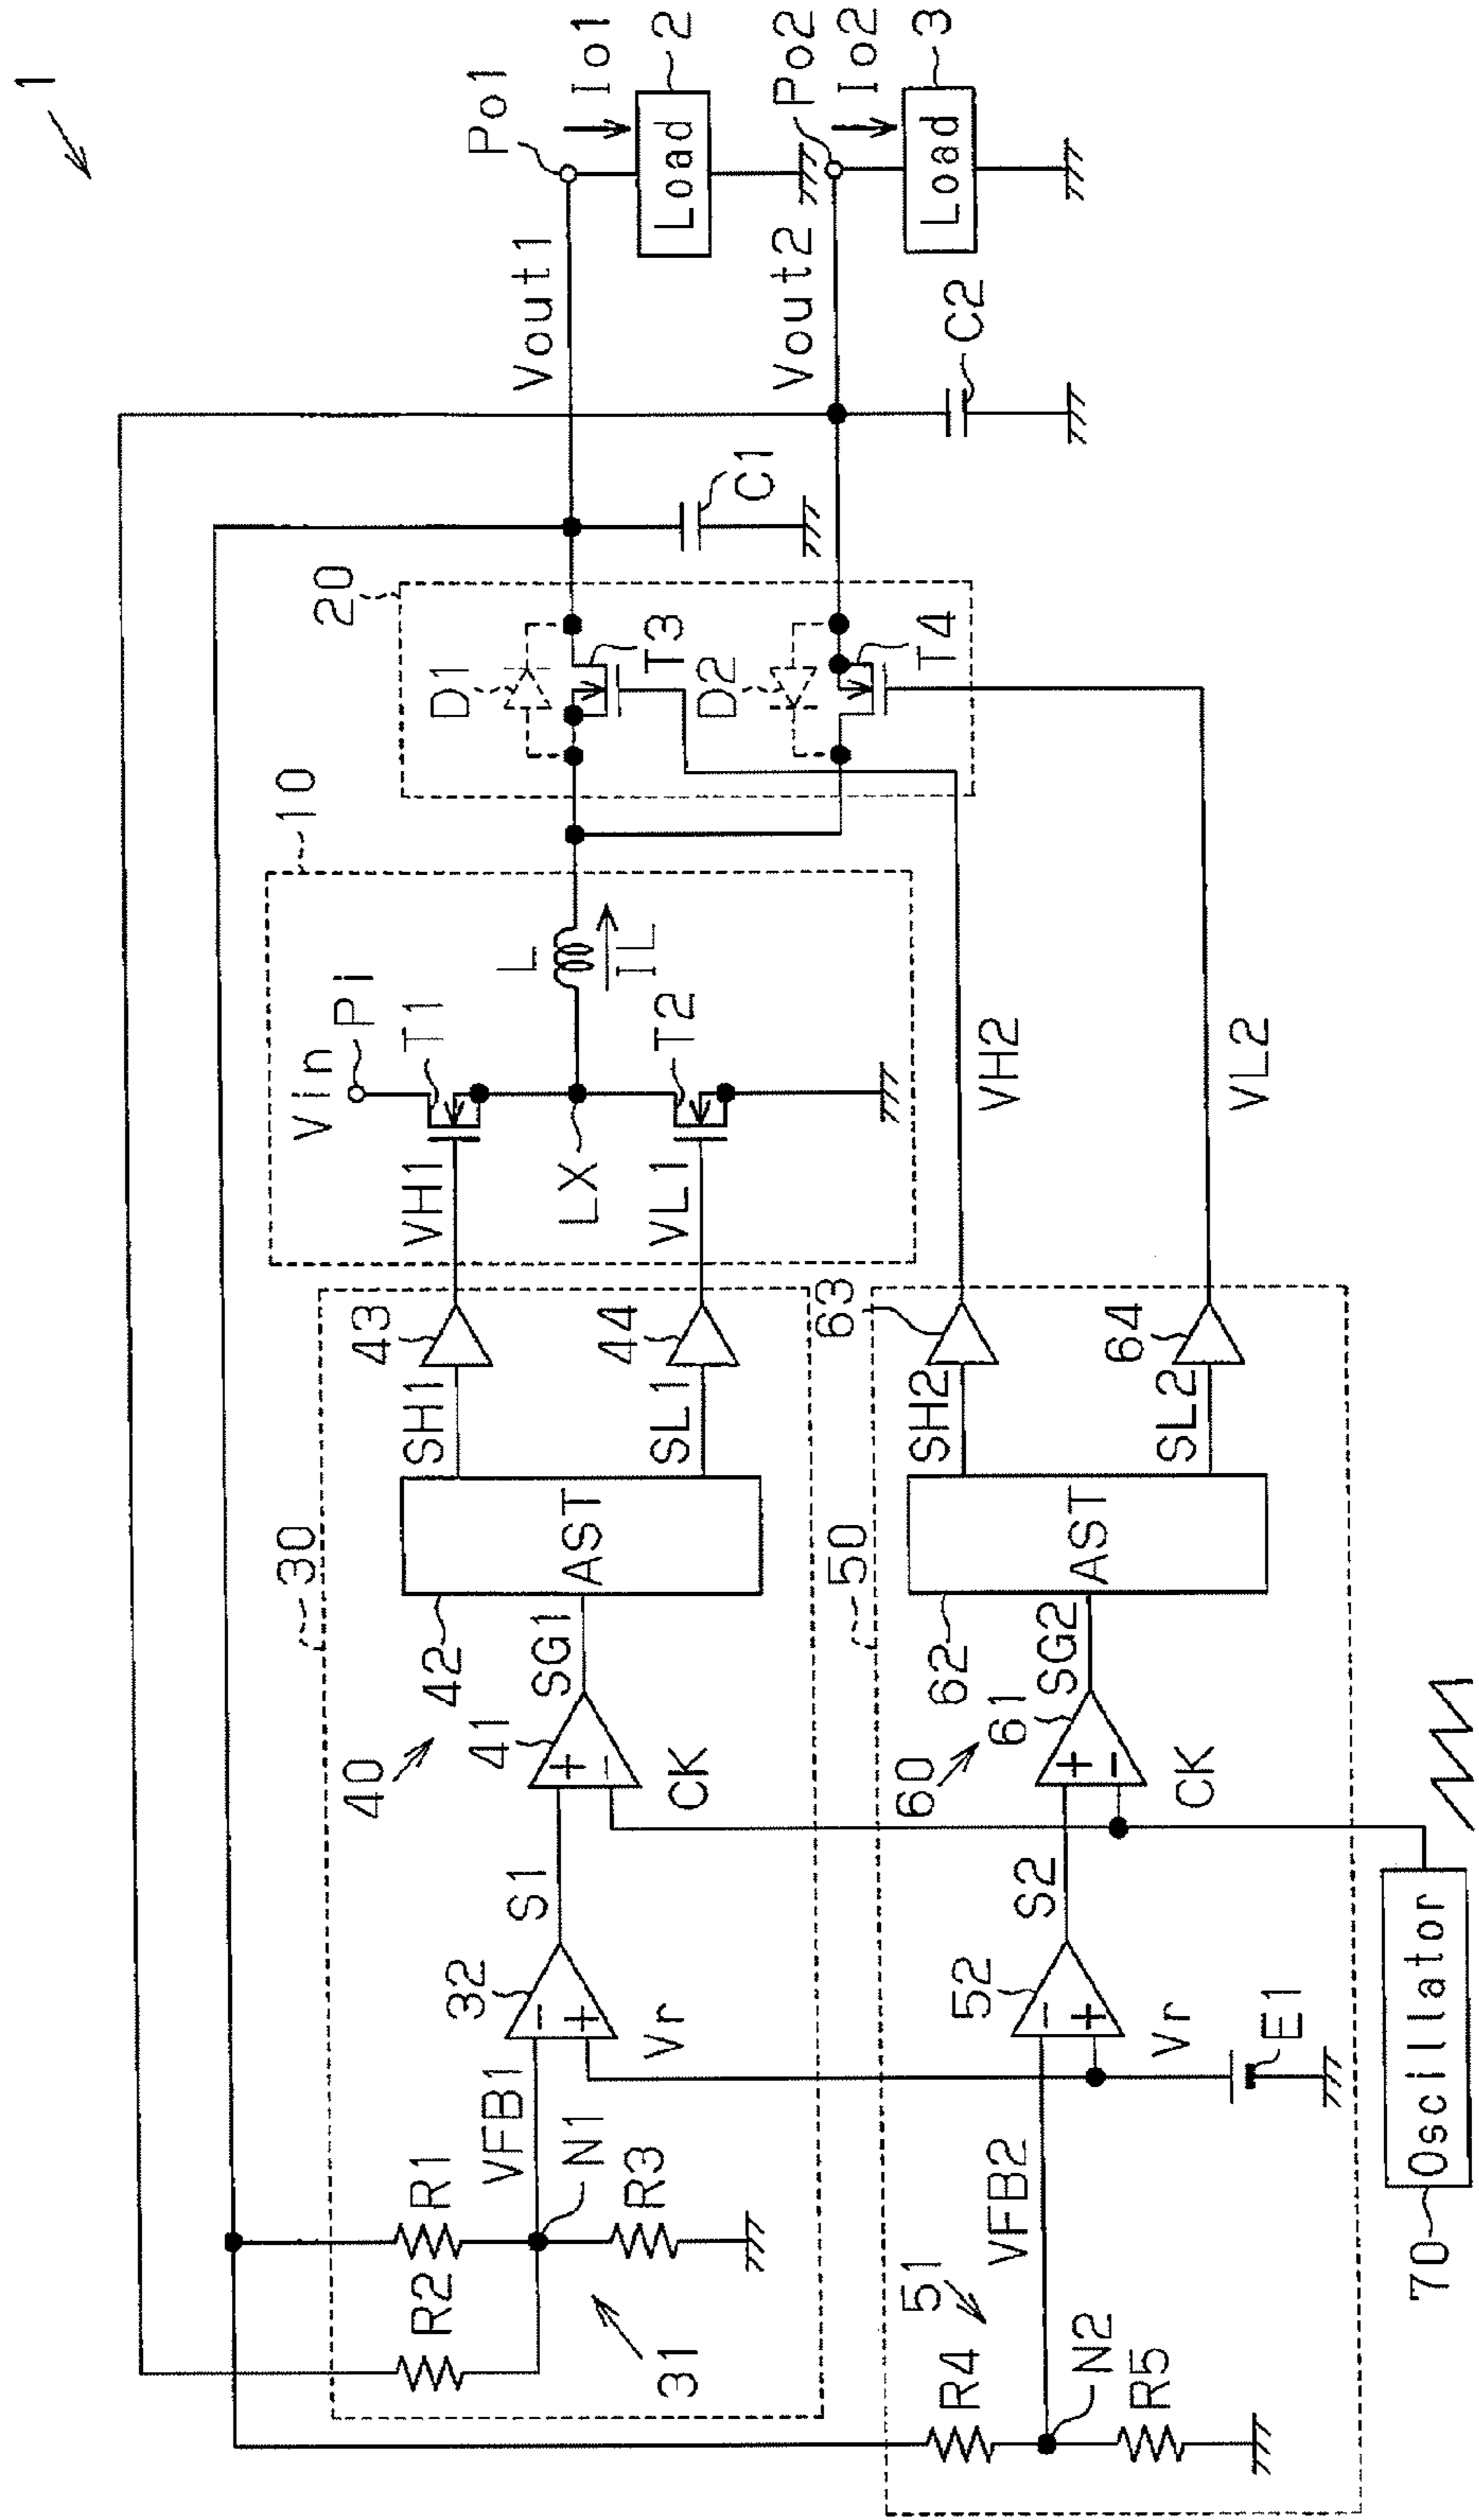 1
Po1
Io1
2
Load
Vout1
Po2
Io2
3
Load
Vout2
C2
C1
20
D1
T3
D2
T4
10
L
IL
Vin
Pi
T1
T2
VH1
LX
VL1
VH2
VL2
43
44
63
64
SH1
SL1
SH2
SL2
30
AST
42
50
AST
62
SG1
41
40
CK
SG2
61
60
CK
S1
32
Vr
S2
52
Vr
E1
VFB1
N1
R1
R2
R3
31
VFB2
51
N2
R4
R5
Oscillator
70
+
-
+
-
-
+
-
+